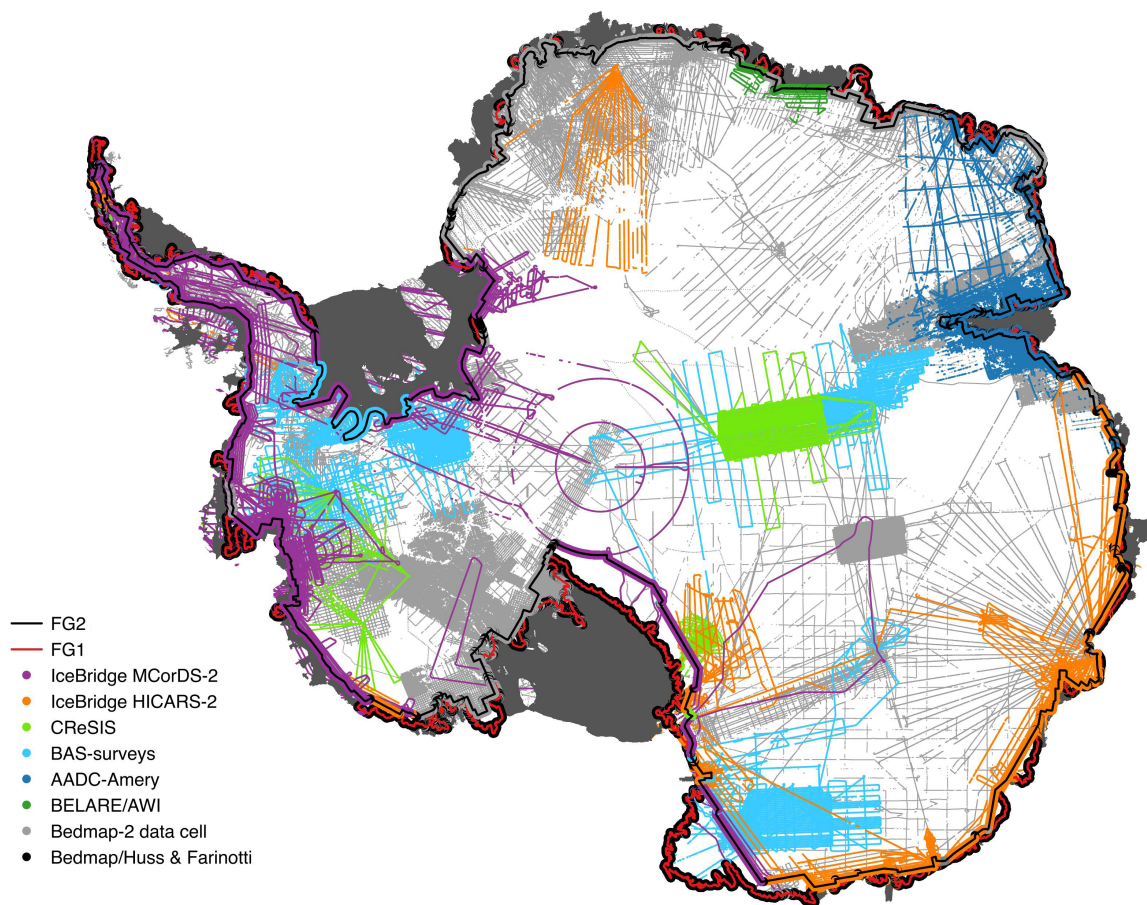 FG2
FG1
IceBridge MCorDS-2
IceBridge HICARS-2
CReSIS
BAS-surveys
AADC-Amery
BELARE/AWI
Bedmap-2 data cell
Bedmap/Huss & Farinotti